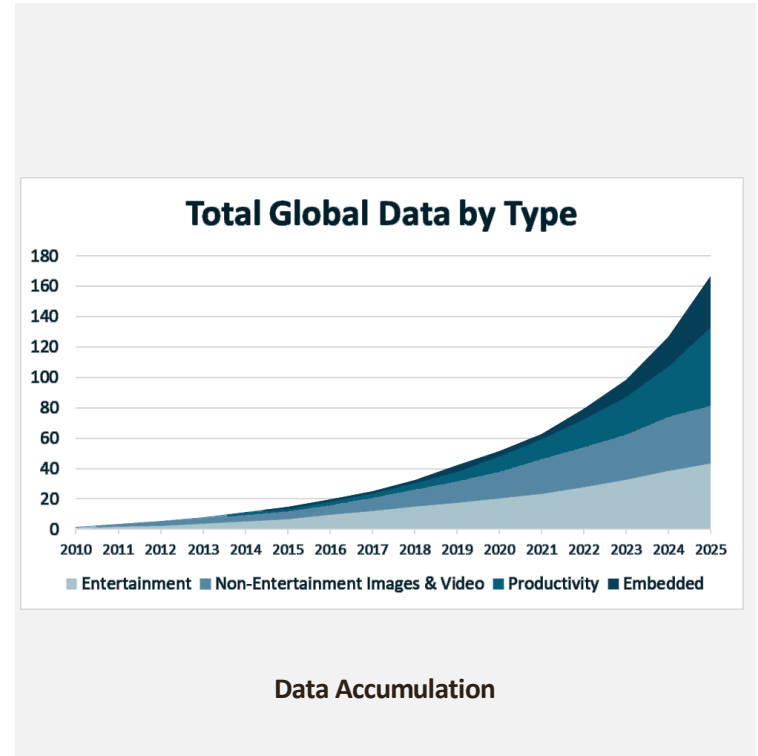 Total Global Data by Type
180
160
140
120
100
80
60
40
20
0
2010 2011 2012 2013 2014 2015 2016 2017 2018 2019 2020 2021 2022 2023 2024 2025
Entertainment Non-Entertainment Images & Video Productivity Embedded
Data Accumulation